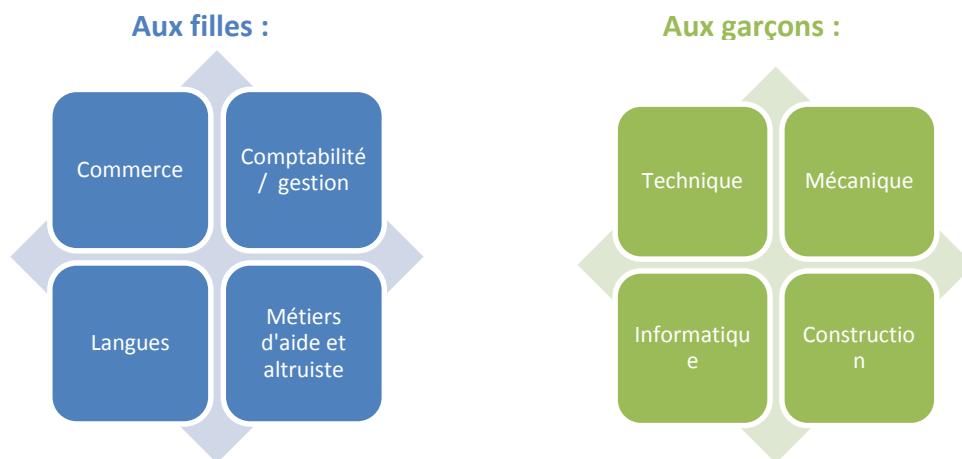 Aux filles :
Commerce
Comptabilité
/ gestion
Langues
Métiers
d'aide et
altruiste
Aux garçons :
Technique
Mécanique
Informatiqu
e
Constructio
n